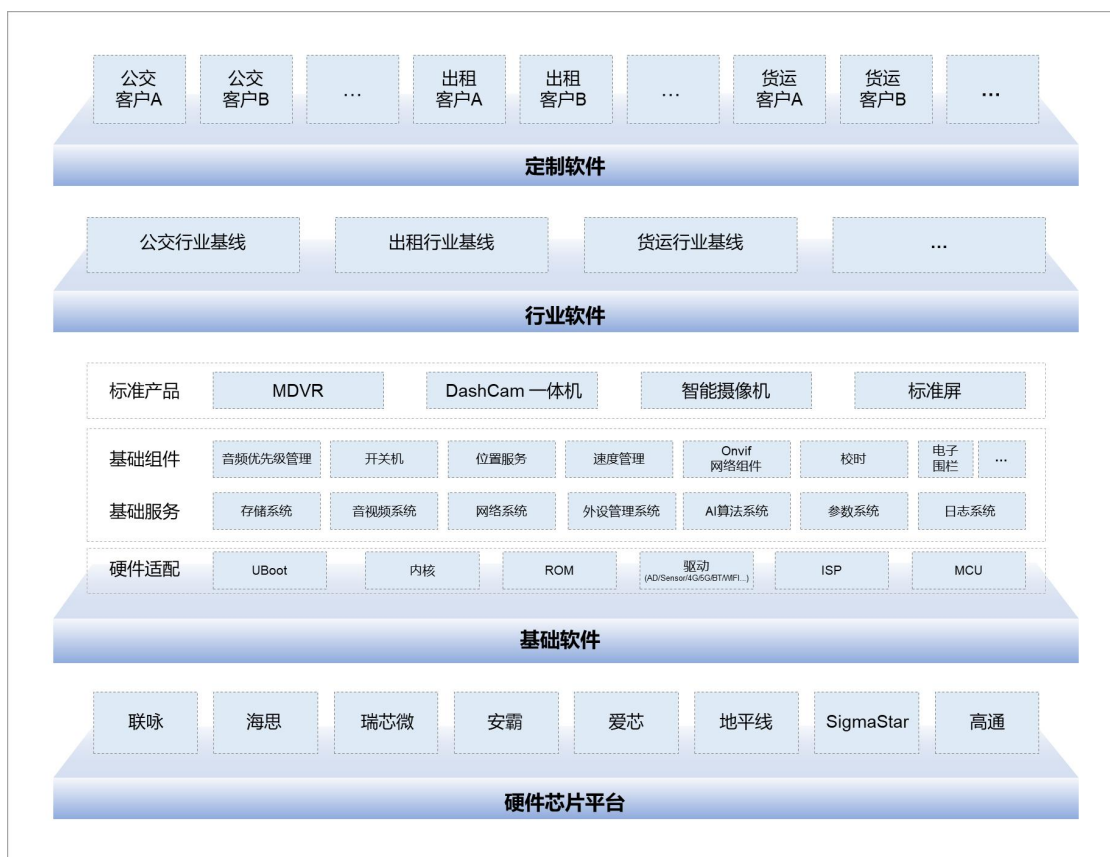 公交
客户A
公交
客户B
...
出租
客户A
出租
客户B
...
货运
客户A
货运
客户B
...
定制软件
公交行业基线
出租行业基线
货运行业基线
...
行业软件
标准产品
MDVR
DashCam 一体机
智能摄像机
标准屏
基础组件
音频优先级管理
开关机
位置服务
速度管理
Onvif
网络组件
校时
电子
围栏
...
基础服务
存储系统
音视频系统
网络系统
外设管理系统
AI算法系统
参数系统
日志系统
硬件适配
UBoot
内核
ROM
驱动
(AD/Sensor/4G/5G/BT/WIFI...)
ISP
MCU
基础软件
联咏
海思
瑞芯微
安霸
爱芯
地平线
SigmaStar
高通
硬件芯片平台